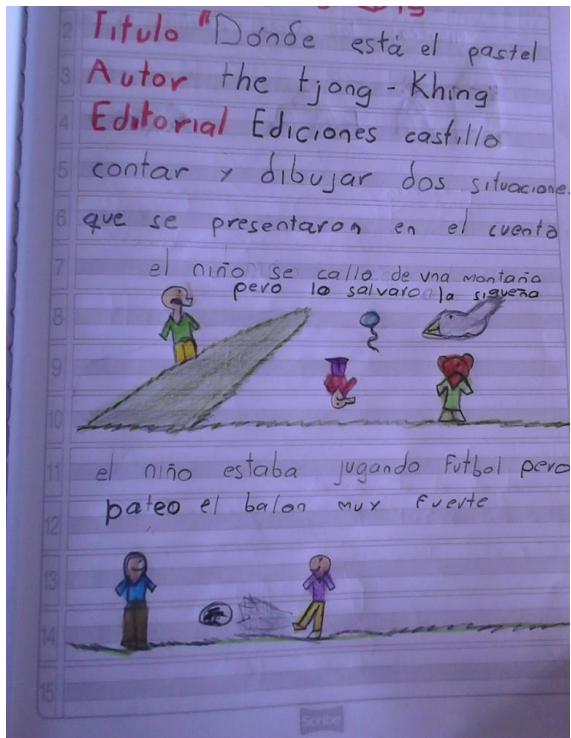 Titulo "Donde está el pastel
Autor the tjong - Khing
Editorial Ediciones castillo
contar y dibujar dos situacione
que se presentaron en el cuento
el niño se callo de una montaña
pero lo salvaro la sigueña
el niño estaba jugando Futbol pero
pateo el balon muy fuerte
Scribe